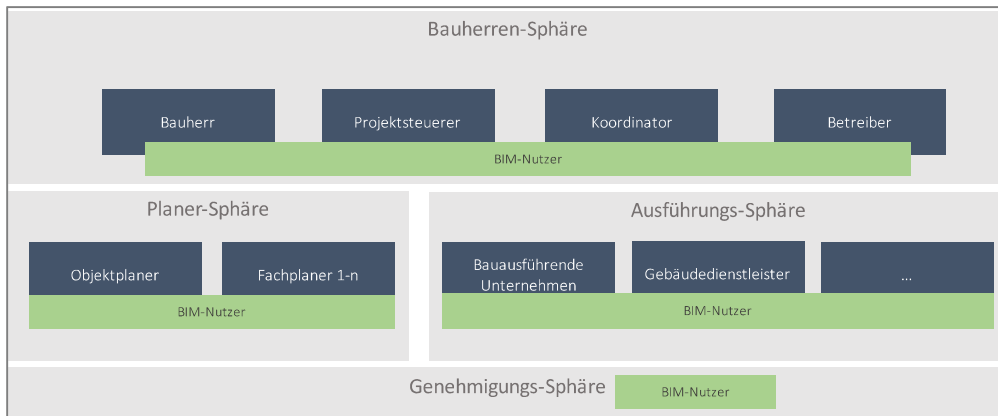 Bauherren-Sphäre
Bauherr
Projektsteuerer
Koordinator
Betreiber
BIM-Nutzer
Planer-Sphäre
Objektplaner
Fachplaner 1-n
BIM-Nutzer
Ausführungs-Sphäre
Bauausführende
Unternehmen
Gebäudedienstleister
...
BIM-Nutzer
Genehmigungs-Sphäre
BIM-Nutzer